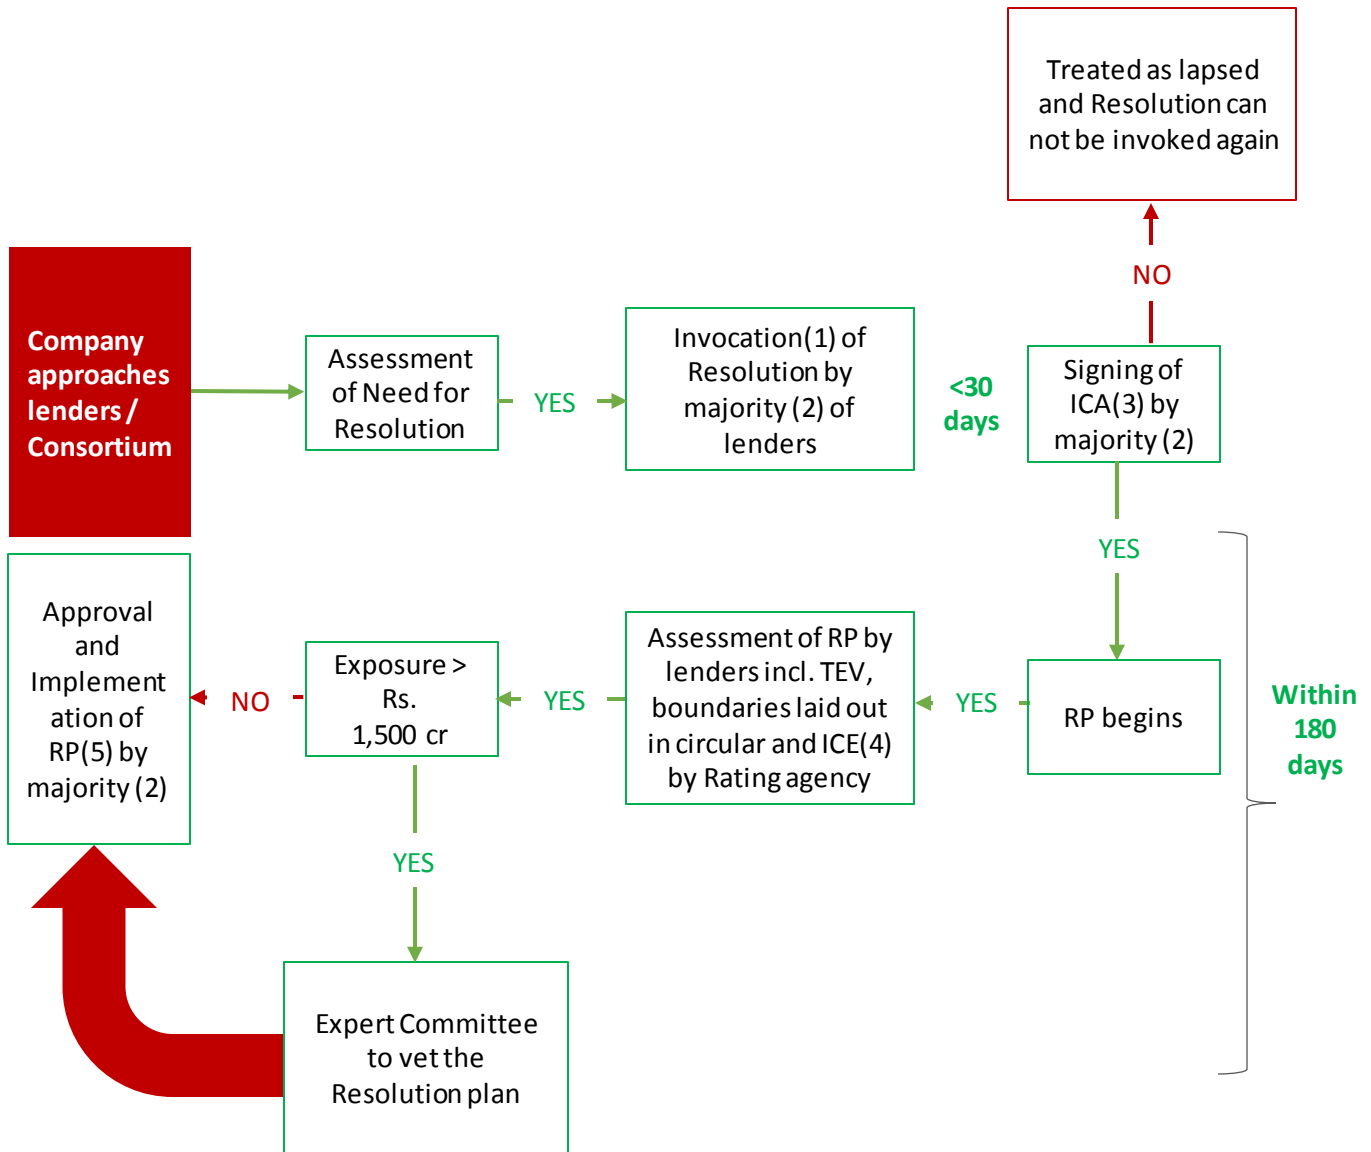 Treated as lapsed
and Resolution can
not be invoked again
NO
Company
approaches
lenders /
Consortium
Assessment
of Need for
Resolution
YES
Invocation(1) of
Resolution by
majority (2) of
lenders
<30
days
Signing of
ICA(3) by
majority (2)
YES
Approval
and
Implement
ation of
RP(5) by
majority (2)
NO
Exposure >
Rs.
1,500 cr
YES
Assessment of RP by
lenders incl. TEV,
boundaries laid out
in circular and ICE(4)
by Rating agency
YES
RP begins
Within
180
days
YES
Expert Committee
to vet the
Resolution plan